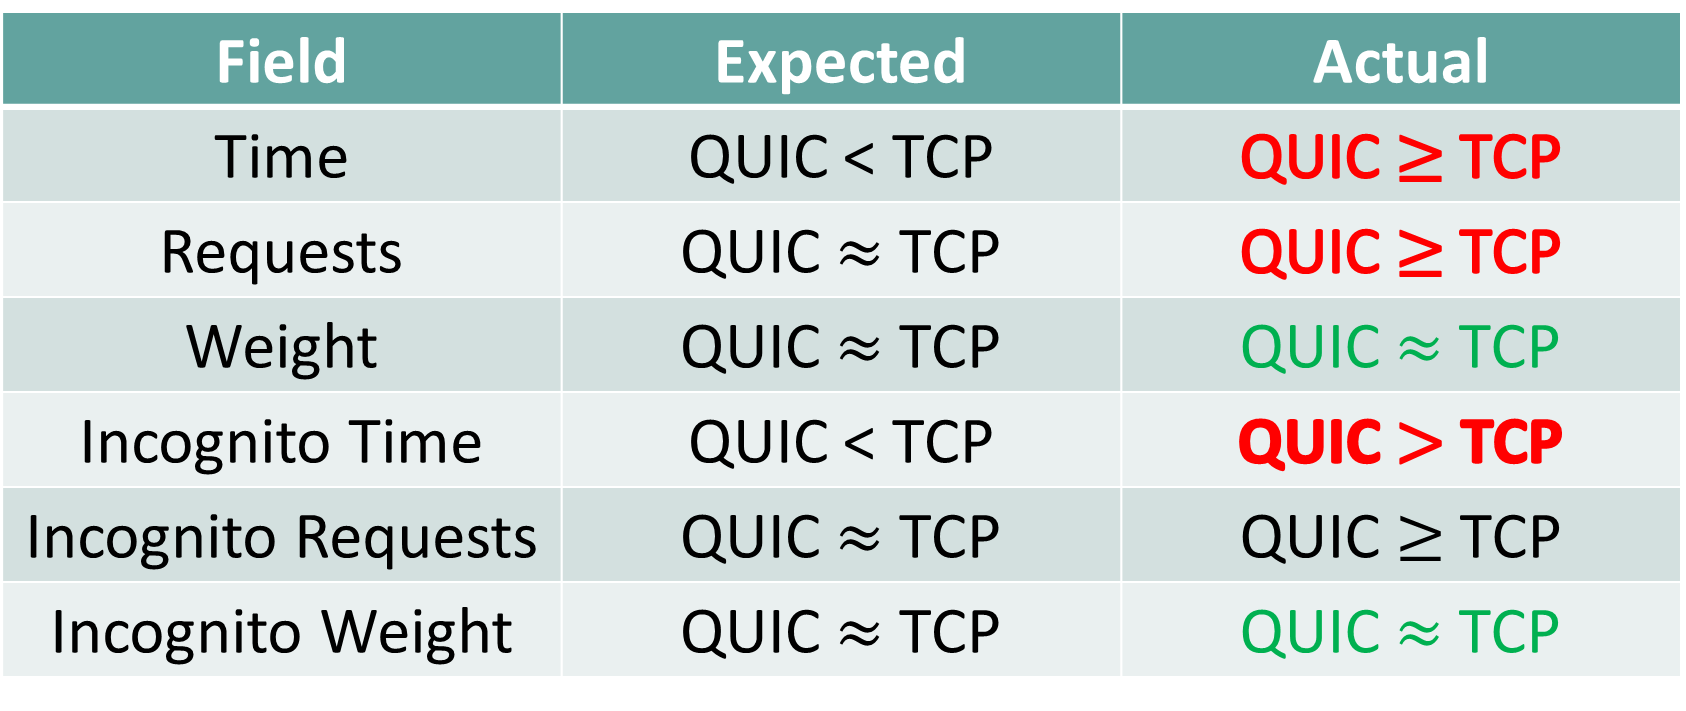 Field Expected Actual
Time QUIC < TCP QUIC ≥ TCP
Requests QUIC ≈ TCP QUIC ≥ TCP
Weight QUIC ≈ TCP QUIC ≈ TCP
Incognito Time QUIC < TCP QUIC > TCP
Incognito Requests QUIC ≈ TCP QUIC ≥ TCP
Incognito Weight QUIC ≈ TCP QUIC ≈ TCP